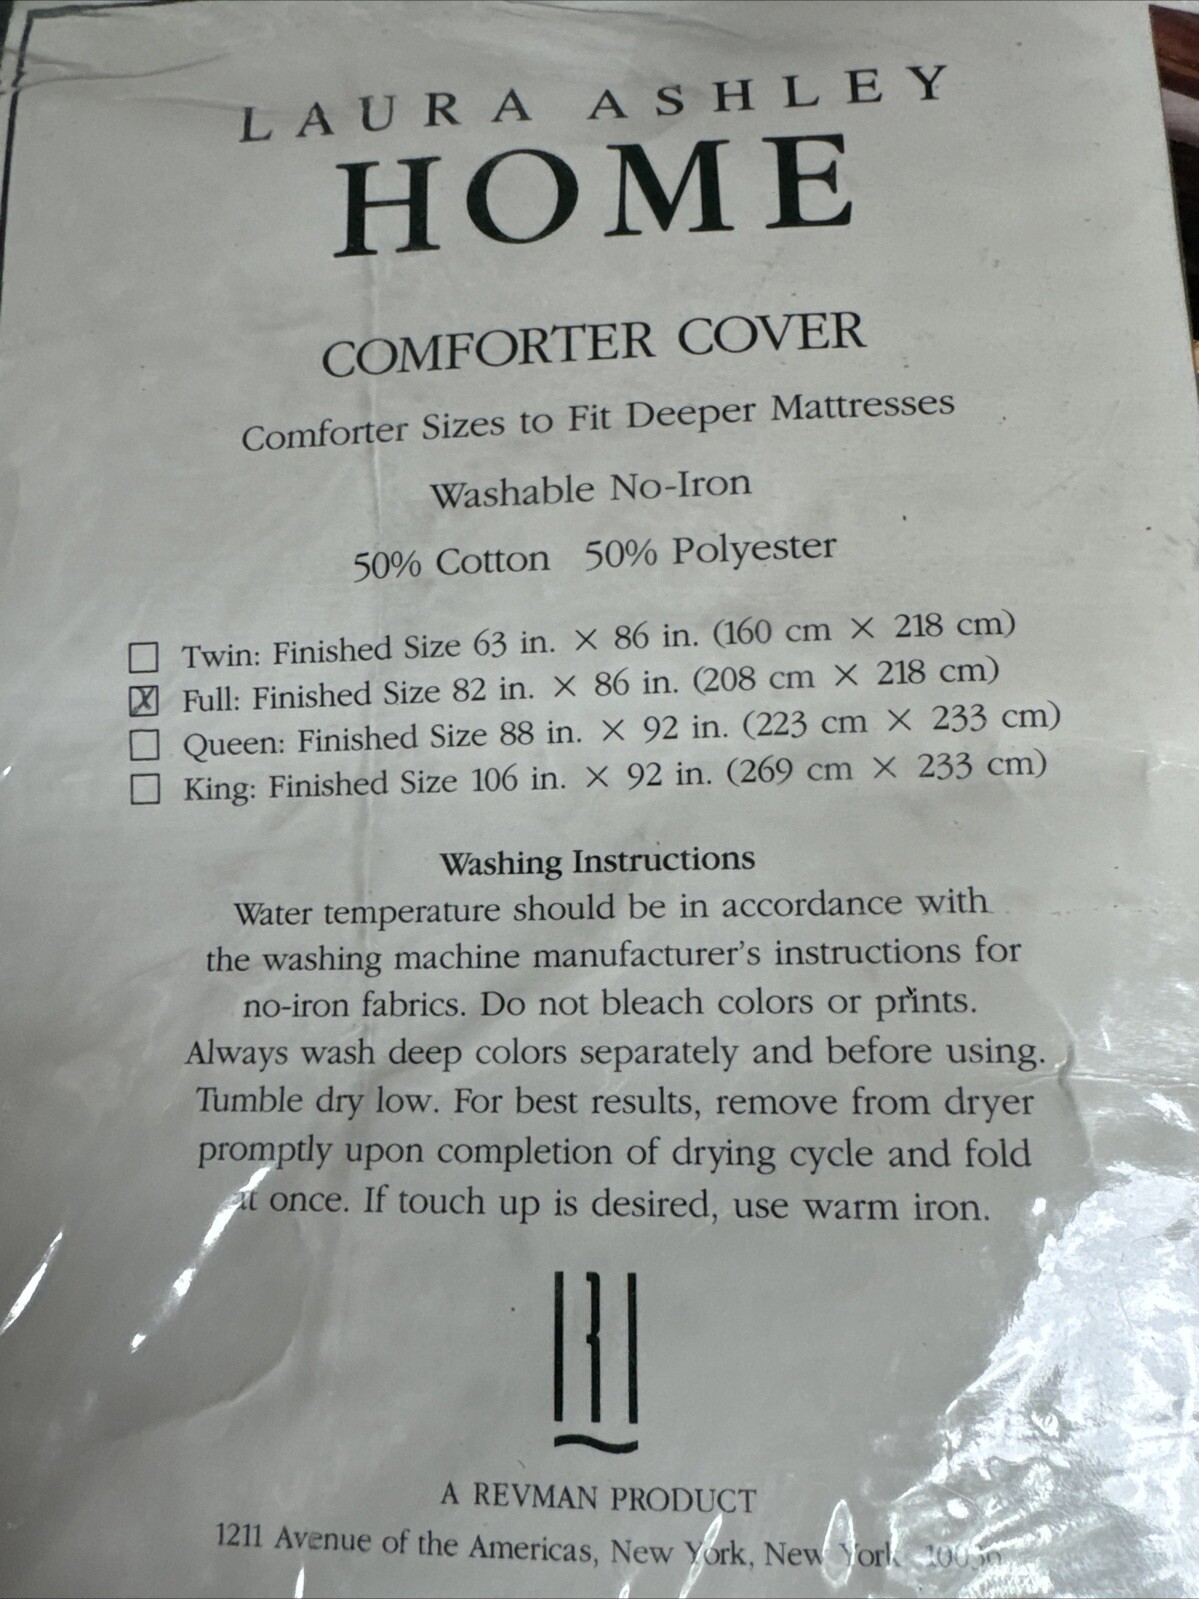 LAURA ASHLEY
HOME
COMFORTER COVER
Comforter Sizes to Fit Deeper Mattresses
Washable No-Iron
50% Cotton 50% Polyester
☐ Twin: Finished Size 63 in. × 86 in. (160 cm × 218 cm)
☒ Full: Finished Size 82 in. × 86 in. (208 cm × 218 cm)
☐ Queen: Finished Size 88 in. × 92 in. (223 cm × 233 cm)
☐ King: Finished Size 106 in. × 92 in. (269 cm × 233 cm)
Washing Instructions
Water temperature should be in accordance with
the washing machine manufacturer's instructions for
no-iron fabrics. Do not bleach colors or prints.
Always wash deep colors separately and before using.
Tumble dry low. For best results, remove from dryer
promptly upon completion of drying cycle and fold
at once. If touch up is desired, use warm iron.
A REVMAN PRODUCT
1211 Avenue of the Americas, New York, New York